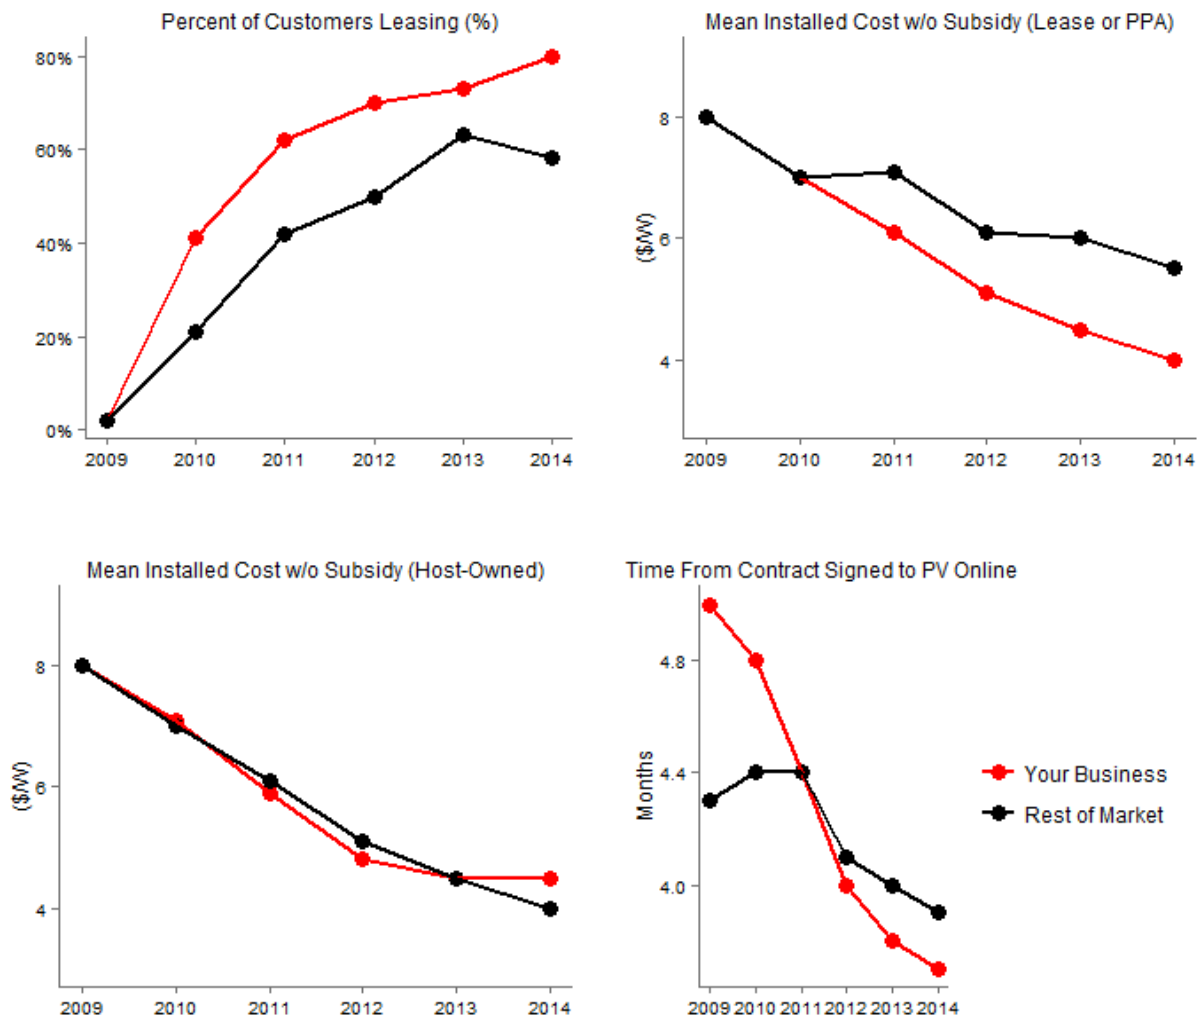 Percent of Customers Leasing (%)
80%
60%
40%
20%
0%
2009 2010 2011 2012 2013 2014
Mean Installed Cost w/o Subsidy (Lease or PPA)
($/W)
8
6
4
2009 2010 2011 2012 2013 2014
Mean Installed Cost w/o Subsidy (Host-Owned)
($/W)
8
6
4
2009 2010 2011 2012 2013 2014
Time From Contract Signed to PV Online
Months
4.8
4.4
4.0
2009 2010 2011 2012 2013 2014
Your Business
Rest of Market